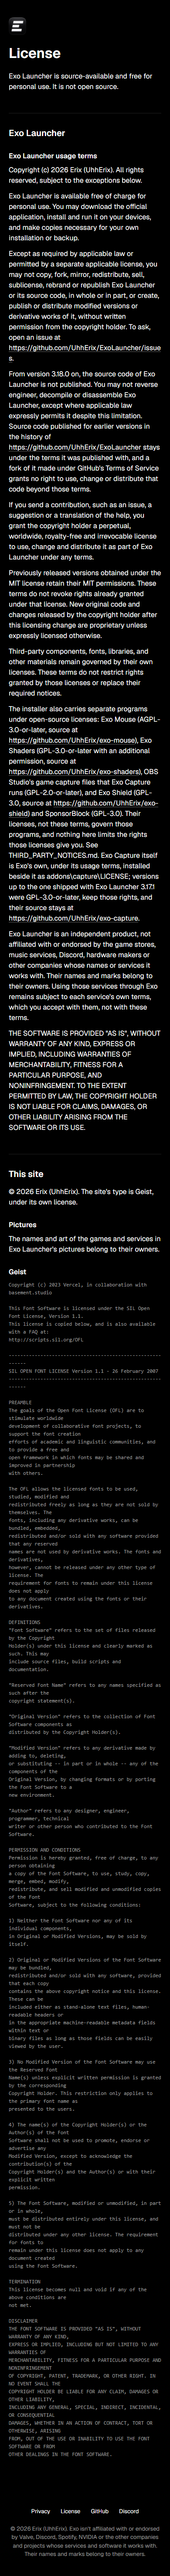 License
Exo Launcher is source-available and free for
personal use. It is not open source.
Exo Launcher
Exo Launcher usage terms
Copyright (c) 2026 Erix (UhhErix). All rights
reserved, subject to the exceptions below.
Exo Launcher is available free of charge for
personal use. You may download the official
application, install and run it on your devices,
and make copies necessary for your own
installation or backup.
Except as required by applicable law or
permitted by a separate applicable license, you
may not copy, fork, mirror, redistribute, sell,
sublicense, rebrand or republish Exo Launcher
or its source code, in whole or in part, or create,
publish or distribute modified versions or
derivative works of it, without written
permission from the copyright holder. To ask,
open an issue at
https://github.com/UhhErix/ExoLauncher/issue
s.
From version 3.18.0 on, the source code of Exo
Launcher is not published. You may not reverse
engineer, decompile or disassemble Exo
Launcher, except where applicable law
expressly permits it despite this limitation.
Source code published for earlier versions in
the history of
https://github.com/UhhErix/ExoLauncher stays
under the terms it was published with, and a
fork of it made under GitHub's Terms of Service
grants no right to use, change or distribute that
code beyond those terms.
If you send a contribution, such as an issue, a
suggestion or a translation of the help, you
grant the copyright holder a perpetual,
worldwide, royalty-free and irrevocable license
to use, change and distribute it as part of Exo
Launcher under any terms.
Previously released versions obtained under the
MIT license retain their MIT permissions. These
terms do not revoke rights already granted
under that license. New original code and
changes released by the copyright holder after
this licensing change are proprietary unless
expressly licensed otherwise.
Third-party components, fonts, libraries, and
other materials remain governed by their own
licenses. These terms do not restrict rights
granted by those licenses or replace their
required notices.
The installer also carries separate programs
under open-source licenses: Exo Mouse (AGPL-
3.0-or-later, source at
https://github.com/UhhErix/exo-mouse), Exo
Shaders (GPL-3.0-or-later with an additional
permission, source at
https://github.com/UhhErix/exo-shaders), OBS
Studio's game capture files that Exo Capture
runs (GPL-2.0-or-later), and Exo Shield (GPL-
3.0, source at https://github.com/UhhErix/exo-
shield) and SponsorBlock (GPL-3.0). Their
licenses, not these terms, govern those
programs, and nothing here limits the rights
those licenses give you. See
THIRD_PARTY_NOTICES.md. Exo Capture itself
is Exo's own, under its usage terms, installed
beside it as addons\capture\LICENSE; versions
up to the one shipped with Exo Launcher 3.17.1
were GPL-3.0-or-later, keep those rights, and
their source stays at
https://github.com/UhhErix/exo-capture.
Exo Launcher is an independent product, not
affiliated with or endorsed by the game stores,
music services, Discord, hardware makers or
other companies whose names or services it
works with. Their names and marks belong to
their owners. Using those services through Exo
remains subject to each service's own terms,
which you accept with them, not with these
terms.
THE SOFTWARE IS PROVIDED "AS IS", WITHOUT
WARRANTY OF ANY KIND, EXPRESS OR
IMPLIED, INCLUDING WARRANTIES OF
MERCHANTABILITY, FITNESS FOR A
PARTICULAR PURPOSE, AND
NONINFRINGEMENT. TO THE EXTENT
PERMITTED BY LAW, THE COPYRIGHT HOLDER
IS NOT LIABLE FOR CLAIMS, DAMAGES, OR
OTHER LIABILITY ARISING FROM THE
SOFTWARE OR ITS USE.
This site
© 2026 Erix (UhhErix). The site's type is Geist,
under its own license.
Pictures
The names and art of the games and services in
Exo Launcher's pictures belong to their owners.
Geist
Copyright (c) 2023 Vercel, in collaboration with
basement.studio
This Font Software is licensed under the SIL Open
Font License, Version 1.1.
This license is copied below, and is also available
with a FAQ at:
http://scripts.sil.org/OFL
-----------------------------------------------------
------
SIL OPEN FONT LICENSE Version 1.1 - 26 February 2007
-----------------------------------------------------
------
PREAMBLE
The goals of the Open Font License (OFL) are to
stimulate worldwide
development of collaborative font projects, to
support the font creation
efforts of academic and linguistic communities, and
to provide a free and
open framework in which fonts may be shared and
improved in partnership
with others.
The OFL allows the licensed fonts to be used,
studied, modified and
redistributed freely as long as they are not sold by
themselves. The
fonts, including any derivative works, can be
bundled, embedded,
redistributed and/or sold with any software provided
that any reserved
names are not used by derivative works. The fonts and
derivatives,
however, cannot be released under any other type of
license. The
requirement for fonts to remain under this license
does not apply
to any document created using the fonts or their
derivatives.
DEFINITIONS
"Font Software" refers to the set of files released
by the Copyright
Holder(s) under this license and clearly marked as
such. This may
include source files, build scripts and
documentation.
"Reserved Font Name" refers to any names specified as
such after the
copyright statement(s).
"Original Version" refers to the collection of Font
Software components as
distributed by the Copyright Holder(s).
"Modified Version" refers to any derivative made by
adding to, deleting,
or substituting -- in part or in whole -- any of the
components of the
Original Version, by changing formats or by porting
the Font Software to a
new environment.
"Author" refers to any designer, engineer,
programmer, technical
writer or other person who contributed to the Font
Software.
PERMISSION AND CONDITIONS
Permission is hereby granted, free of charge, to any
person obtaining
a copy of the Font Software, to use, study, copy,
merge, embed, modify,
redistribute, and sell modified and unmodified copies
of the Font
Software, subject to the following conditions:
1) Neither the Font Software nor any of its
individual components,
in Original or Modified Versions, may be sold by
itself.
2) Original or Modified Versions of the Font Software
may be bundled,
redistributed and/or sold with any software, provided
that each copy
contains the above copyright notice and this license.
These can be
included either as stand-alone text files, human-
readable headers or
in the appropriate machine-readable metadata fields
within text or
binary files as long as those fields can be easily
viewed by the user.
3) No Modified Version of the Font Software may use
the Reserved Font
Name(s) unless explicit written permission is granted
by the corresponding
Copyright Holder. This restriction only applies to
the primary font name as
presented to the users.
4) The name(s) of the Copyright Holder(s) or the
Author(s) of the Font
Software shall not be used to promote, endorse or
advertise any
Modified Version, except to acknowledge the
contribution(s) of the
Copyright Holder(s) and the Author(s) or with their
explicit written
permission.
5) The Font Software, modified or unmodified, in part
or in whole,
must be distributed entirely under this license, and
must not be
distributed under any other license. The requirement
for fonts to
remain under this license does not apply to any
document created
using the Font Software.
TERMINATION
This license becomes null and void if any of the
above conditions are
not met.
DISCLAIMER
THE FONT SOFTWARE IS PROVIDED "AS IS", WITHOUT
WARRANTY OF ANY KIND,
EXPRESS OR IMPLIED, INCLUDING BUT NOT LIMITED TO ANY
WARRANTIES OF
MERCHANTABILITY, FITNESS FOR A PARTICULAR PURPOSE AND
NONINFRINGEMENT
OF COPYRIGHT, PATENT, TRADEMARK, OR OTHER RIGHT. IN
NO EVENT SHALL THE
COPYRIGHT HOLDER BE LIABLE FOR ANY CLAIM, DAMAGES OR
OTHER LIABILITY,
INCLUDING ANY GENERAL, SPECIAL, INDIRECT, INCIDENTAL,
OR CONSEQUENTIAL
DAMAGES, WHETHER IN AN ACTION OF CONTRACT, TORT OR
OTHERWISE, ARISING
FROM, OUT OF THE USE OR INABILITY TO USE THE FONT
SOFTWARE OR FROM
OTHER DEALINGS IN THE FONT SOFTWARE.
Privacy License GitHub Discord
© 2026 Erix (UhhErix). Exo isn't affiliated with or endorsed
by Valve, Discord, Spotify, NVIDIA or the other companies
and projects whose services and software it works with.
Their names and marks belong to their owners.